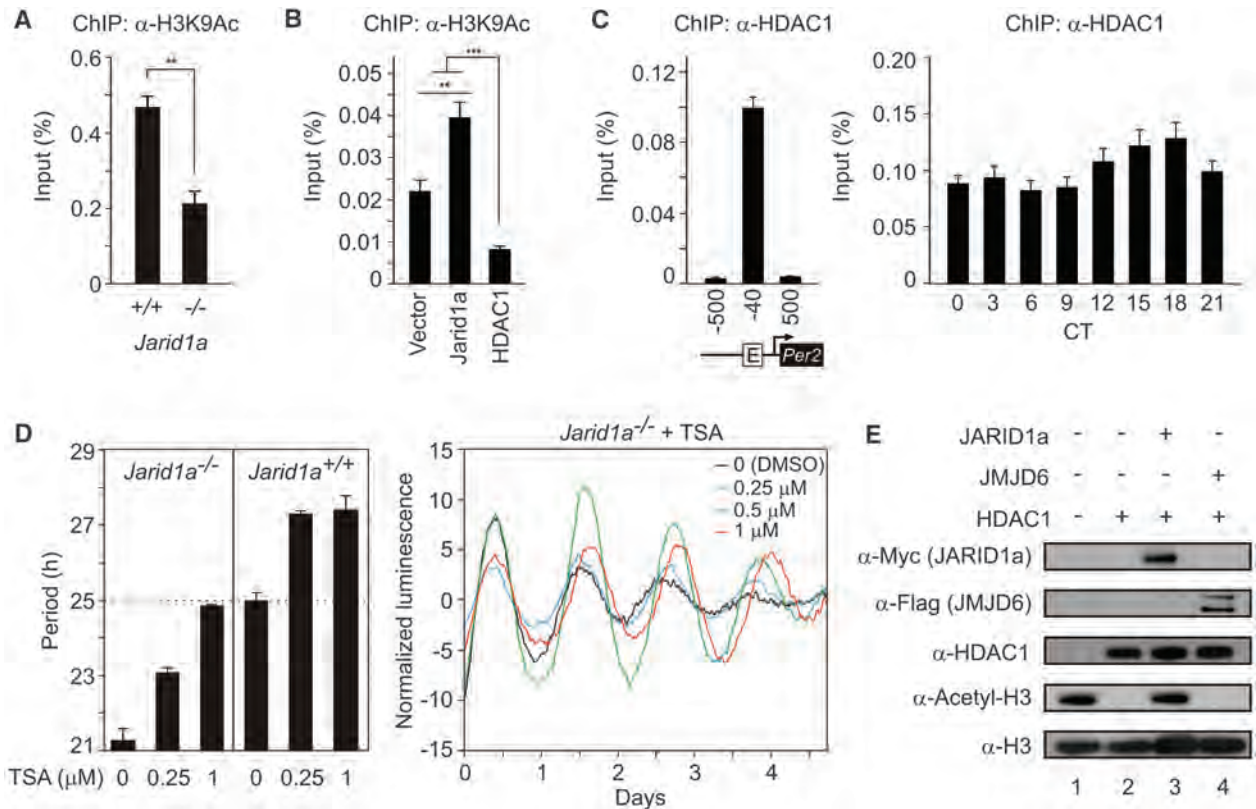 A
ChIP: α-H3K9Ac
Input (%)
0.6
0.4
0.2
0
**
+/+
-/-
Jarid1a
B
ChIP: α-H3K9Ac
Input (%)
0.05
0.04
0.03
0.02
0.01
0
***
**
Vector
Jarid1a
HDAC1
C
ChIP: α-HDAC1
Input (%)
0.12
0.08
0.04
0
-500
-40
500
E
Per2
ChIP: α-HDAC1
Input (%)
0.20
0.15
0.10
0.05
0.00
0 3 6 9 12 15 18 21
CT
D
Period (h)
29
27
25
23
21
Jarid1a-/-
Jarid1a+/+
TSA (μM) 0 0.25 1 0 0.25 1
Jarid1a-/- + TSA
Normalized luminescence
15
10
5
0
-5
-10
-15
0 (DMSO)
0.25 μM
0.5 μM
1 μM
0 1 2 3 4
Days
E
JARID1a - - + -
JMJD6 - - - +
HDAC1 - + + +
α-Myc (JARID1a)
α-Flag (JMJD6)
α-HDAC1
α-Acetyl-H3
α-H3
1 2 3 4